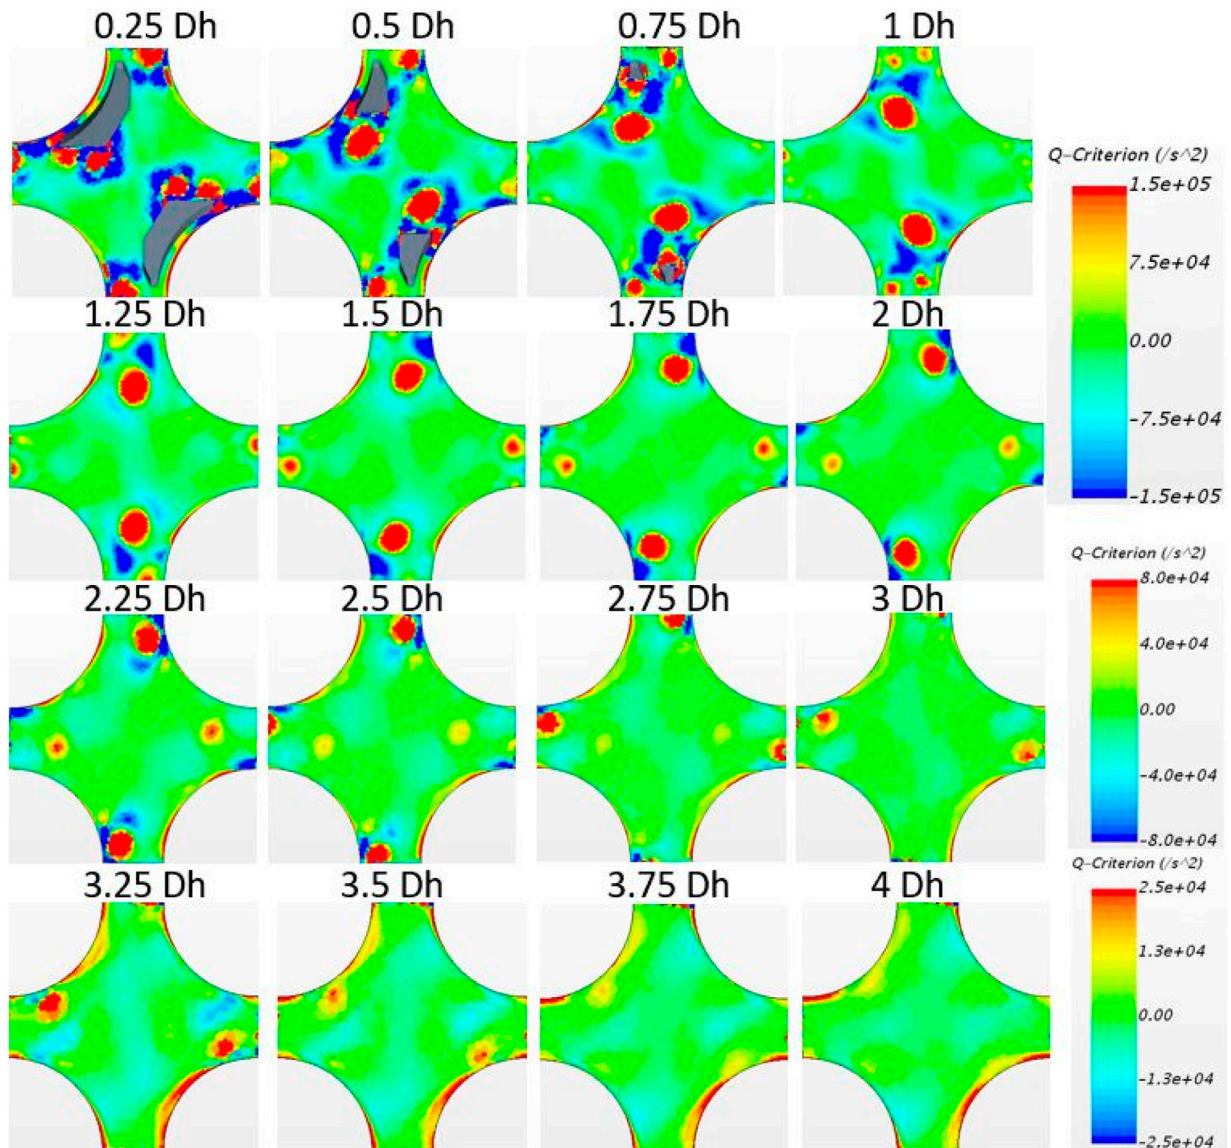 0.25 Dh 0.5 Dh 0.75 Dh 1 Dh
Q-Criterion (/s^2)
1.5e+05
7.5e+04
0.00
-7.5e+04
-1.5e+05
1.25 Dh 1.5 Dh 1.75 Dh 2 Dh
2.25 Dh 2.5 Dh 2.75 Dh 3 Dh
Q-Criterion (/s^2)
8.0e+04
4.0e+04
0.00
-4.0e+04
-8.0e+04
3.25 Dh 3.5 Dh 3.75 Dh 4 Dh
Q-Criterion (/s^2)
2.5e+04
1.3e+04
0.00
-1.3e+04
-2.5e+04